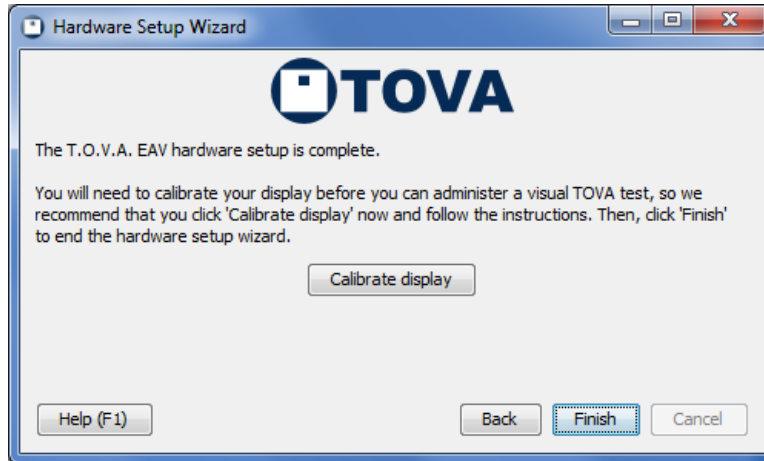 Hardware Setup Wizard
TOVA
The T.O.V.A. EAV hardware setup is complete.
You will need to calibrate your display before you can administer a visual TOVA test, so we
recommend that you click 'Calibrate display' now and follow the instructions. Then, click 'Finish'
to end the hardware setup wizard.
Calibrate display
Help (F1) Back Finish Cancel